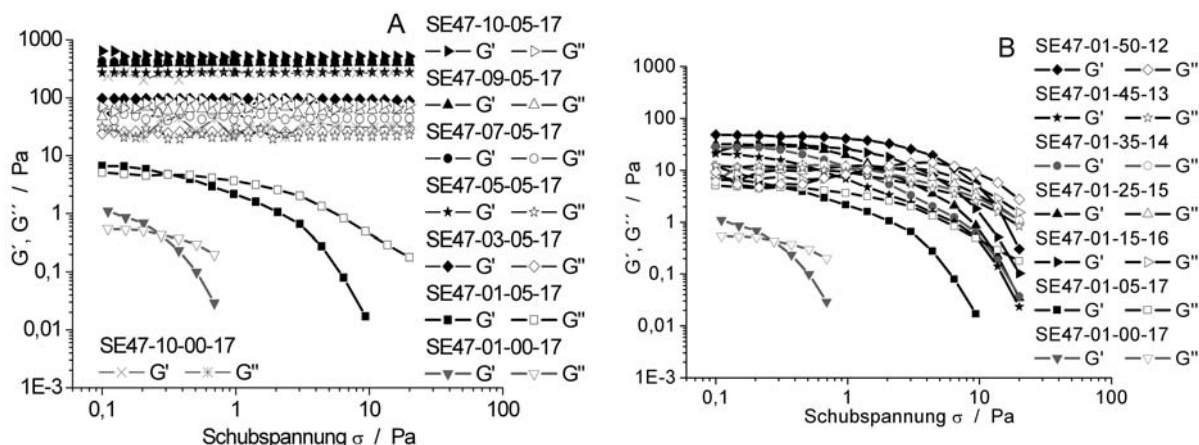 A
G´, G´´ / Pa
1000
100
10
1
0,1
0,01
1E-3
0,1 1 10 100
Schubspannung σ / Pa
SE47-10-05-17
G' G''
SE47-09-05-17
G' G''
SE47-07-05-17
G' G''
SE47-05-05-17
G' G''
SE47-03-05-17
G' G''
SE47-01-05-17
G' G''
SE47-01-00-17
G' G''
SE47-10-00-17
G' G''
B
G´, G´´ / Pa
1000
100
10
1
0,1
0,01
1E-3
0,1 1 10 100
Schubspannung σ / Pa
SE47-01-50-12
G' G''
SE47-01-45-13
G' G''
SE47-01-35-14
G' G''
SE47-01-25-15
G' G''
SE47-01-15-16
G' G''
SE47-01-05-17
G' G''
SE47-01-00-17
G' G''